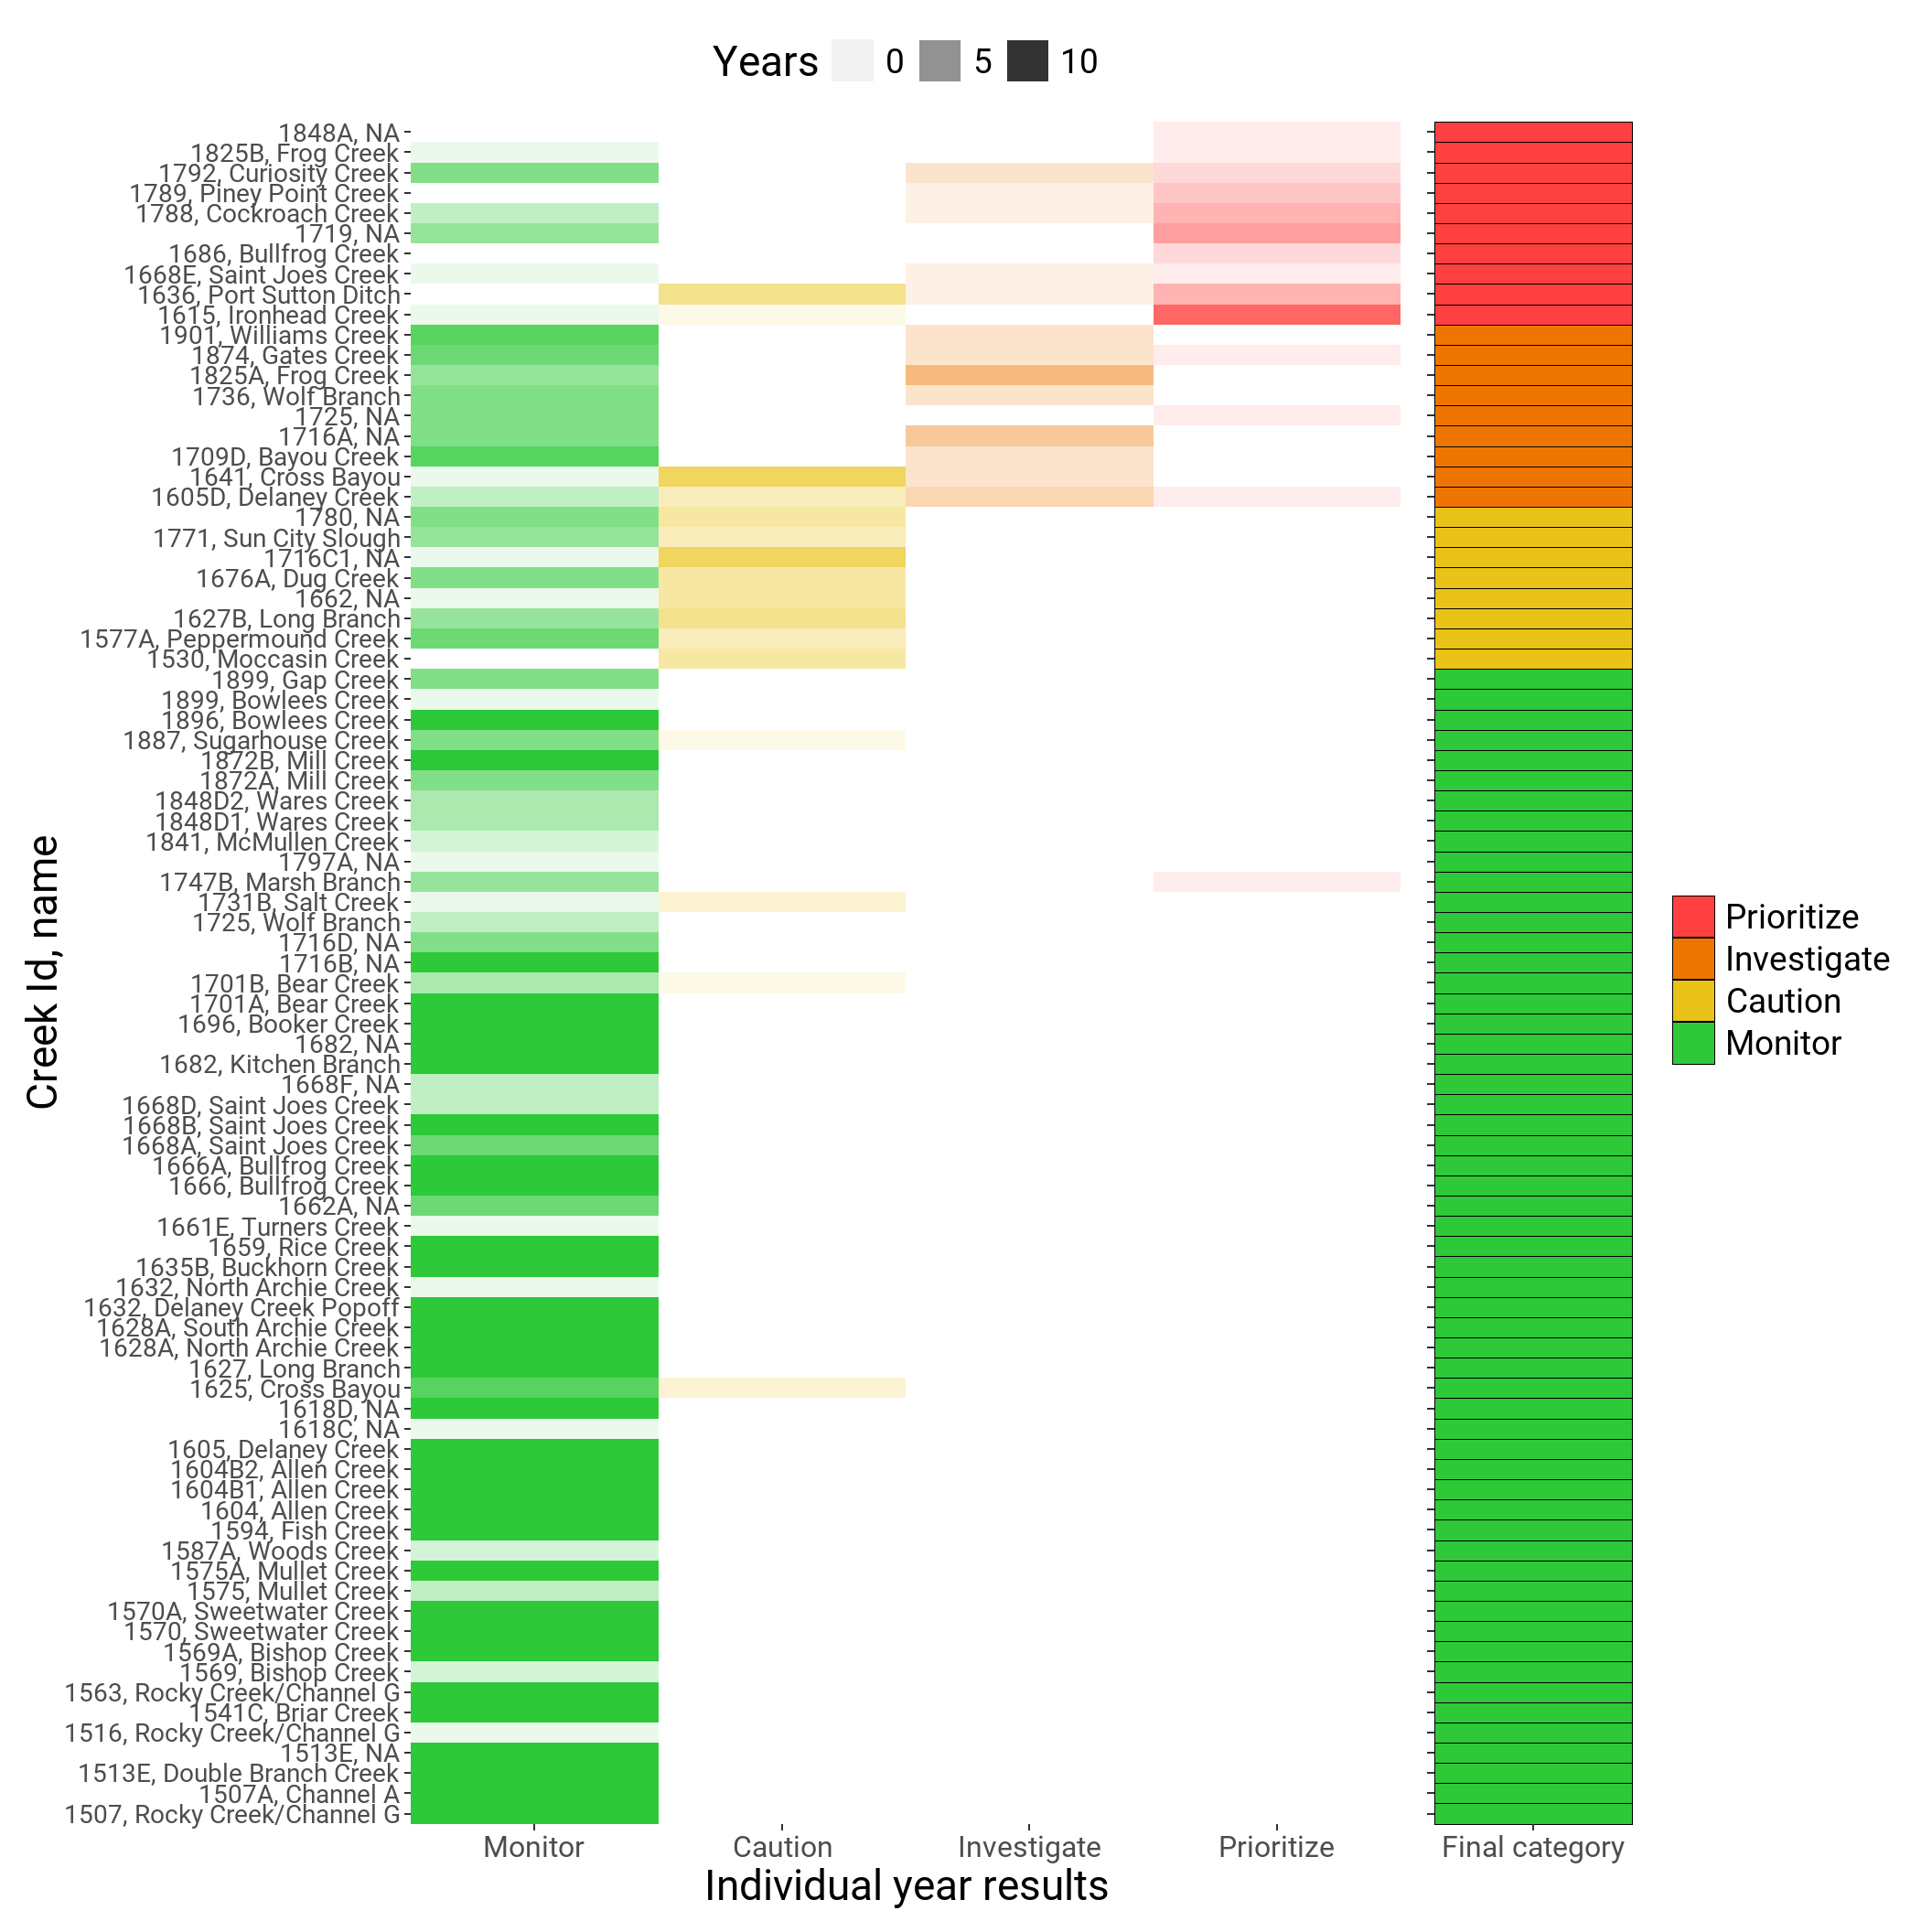 Years 0 5 10
1848A, NA
1825B, Frog Creek
1792, Curiosity Creek
1789, Piney Point Creek
1788, Cockroach Creek
1719, NA
1686, Bullfrog Creek
1668E, Saint Joes Creek
1636, Port Sutton Ditch
1615, Ironhead Creek
1901, Williams Creek
1874, Gates Creek
1825A, Frog Creek
1736, Wolf Branch
1725, NA
1716A, NA
1709D, Bayou Creek
1641, Cross Bayou
1605D, Delaney Creek
1780, NA
1771, Sun City Slough
1716C1, NA
1676A, Dug Creek
1662, NA
1627B, Long Branch
1577A, Peppermound Creek
1530, Moccasin Creek
1899, Gap Creek
1899, Bowlees Creek
1896, Bowlees Creek
1887, Sugarhouse Creek
1872B, Mill Creek
1872A, Mill Creek
1848D2, Wares Creek
1848D1, Wares Creek
1841, McMullen Creek
1797A, NA
1747B, Marsh Branch
1731B, Salt Creek
1725, Wolf Branch
1716D, NA
1716B, NA
1701B, Bear Creek
1701A, Bear Creek
1696, Booker Creek
1682, NA
1682, Kitchen Branch
1668F, NA
1668D, Saint Joes Creek
1668B, Saint Joes Creek
1668A, Saint Joes Creek
1666A, Bullfrog Creek
1666, Bullfrog Creek
1662A, NA
1661E, Turners Creek
1659, Rice Creek
1635B, Buckhorn Creek
1632, North Archie Creek
1632, Delaney Creek Popoff
1628A, South Archie Creek
1628A, North Archie Creek
1627, Long Branch
1625, Cross Bayou
1618D, NA
1618C, NA
1605, Delaney Creek
1604B2, Allen Creek
1604B1, Allen Creek
1604, Allen Creek
1594, Fish Creek
1587A, Woods Creek
1575A, Mullet Creek
1575, Mullet Creek
1570A, Sweetwater Creek
1570, Sweetwater Creek
1569A, Bishop Creek
1569, Bishop Creek
1563, Rocky Creek/Channel G
1541C, Briar Creek
1516, Rocky Creek/Channel G
1513E, NA
1513E, Double Branch Creek
1507A, Channel A
1507, Rocky Creek/Channel G
Creek Id, name
Monitor Caution Investigate Prioritize Final category
Individual year results
Prioritize
Investigate
Caution
Monitor